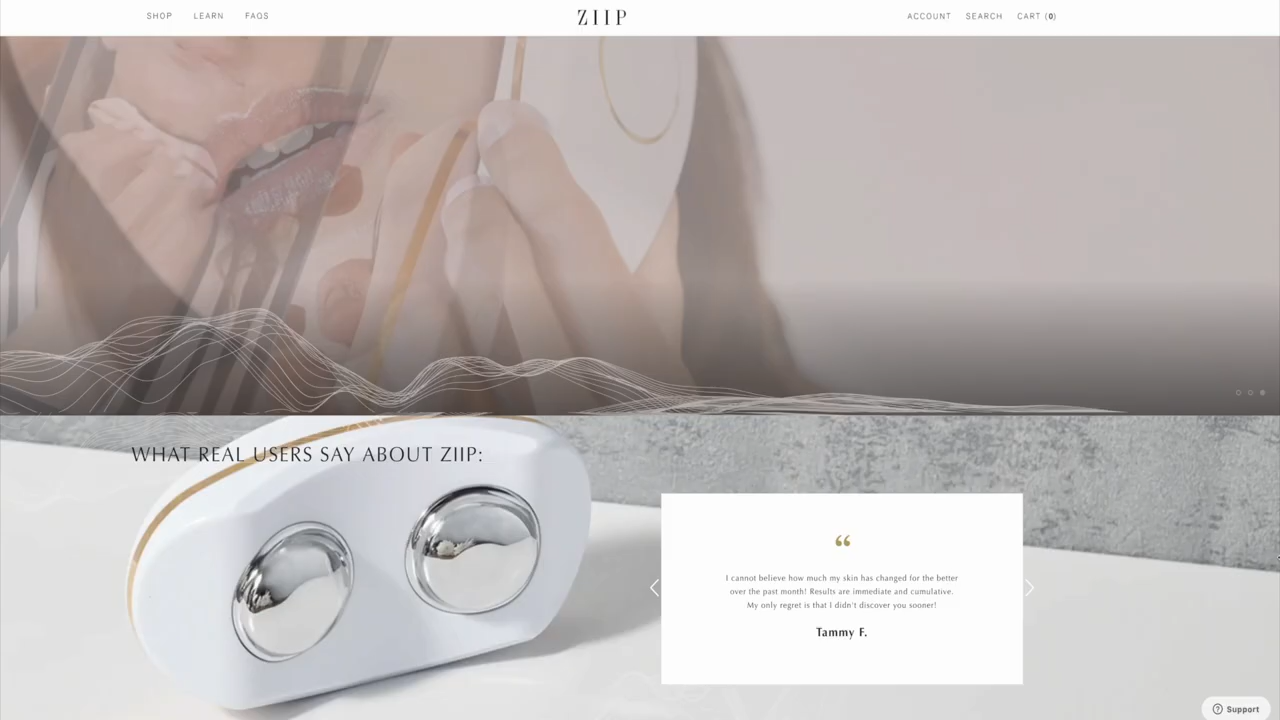 SHOP LEARN FAQS ZIIP ACCOUNT SEARCH CART (0)
WHAT REAL USERS SAY ABOUT ZIIP:
“
I cannot believe how much my skin has changed for the better
over the past month! Results are immediate and cumulative.
My only regret is that I didn't discover you sooner!
Tammy F.
? Support